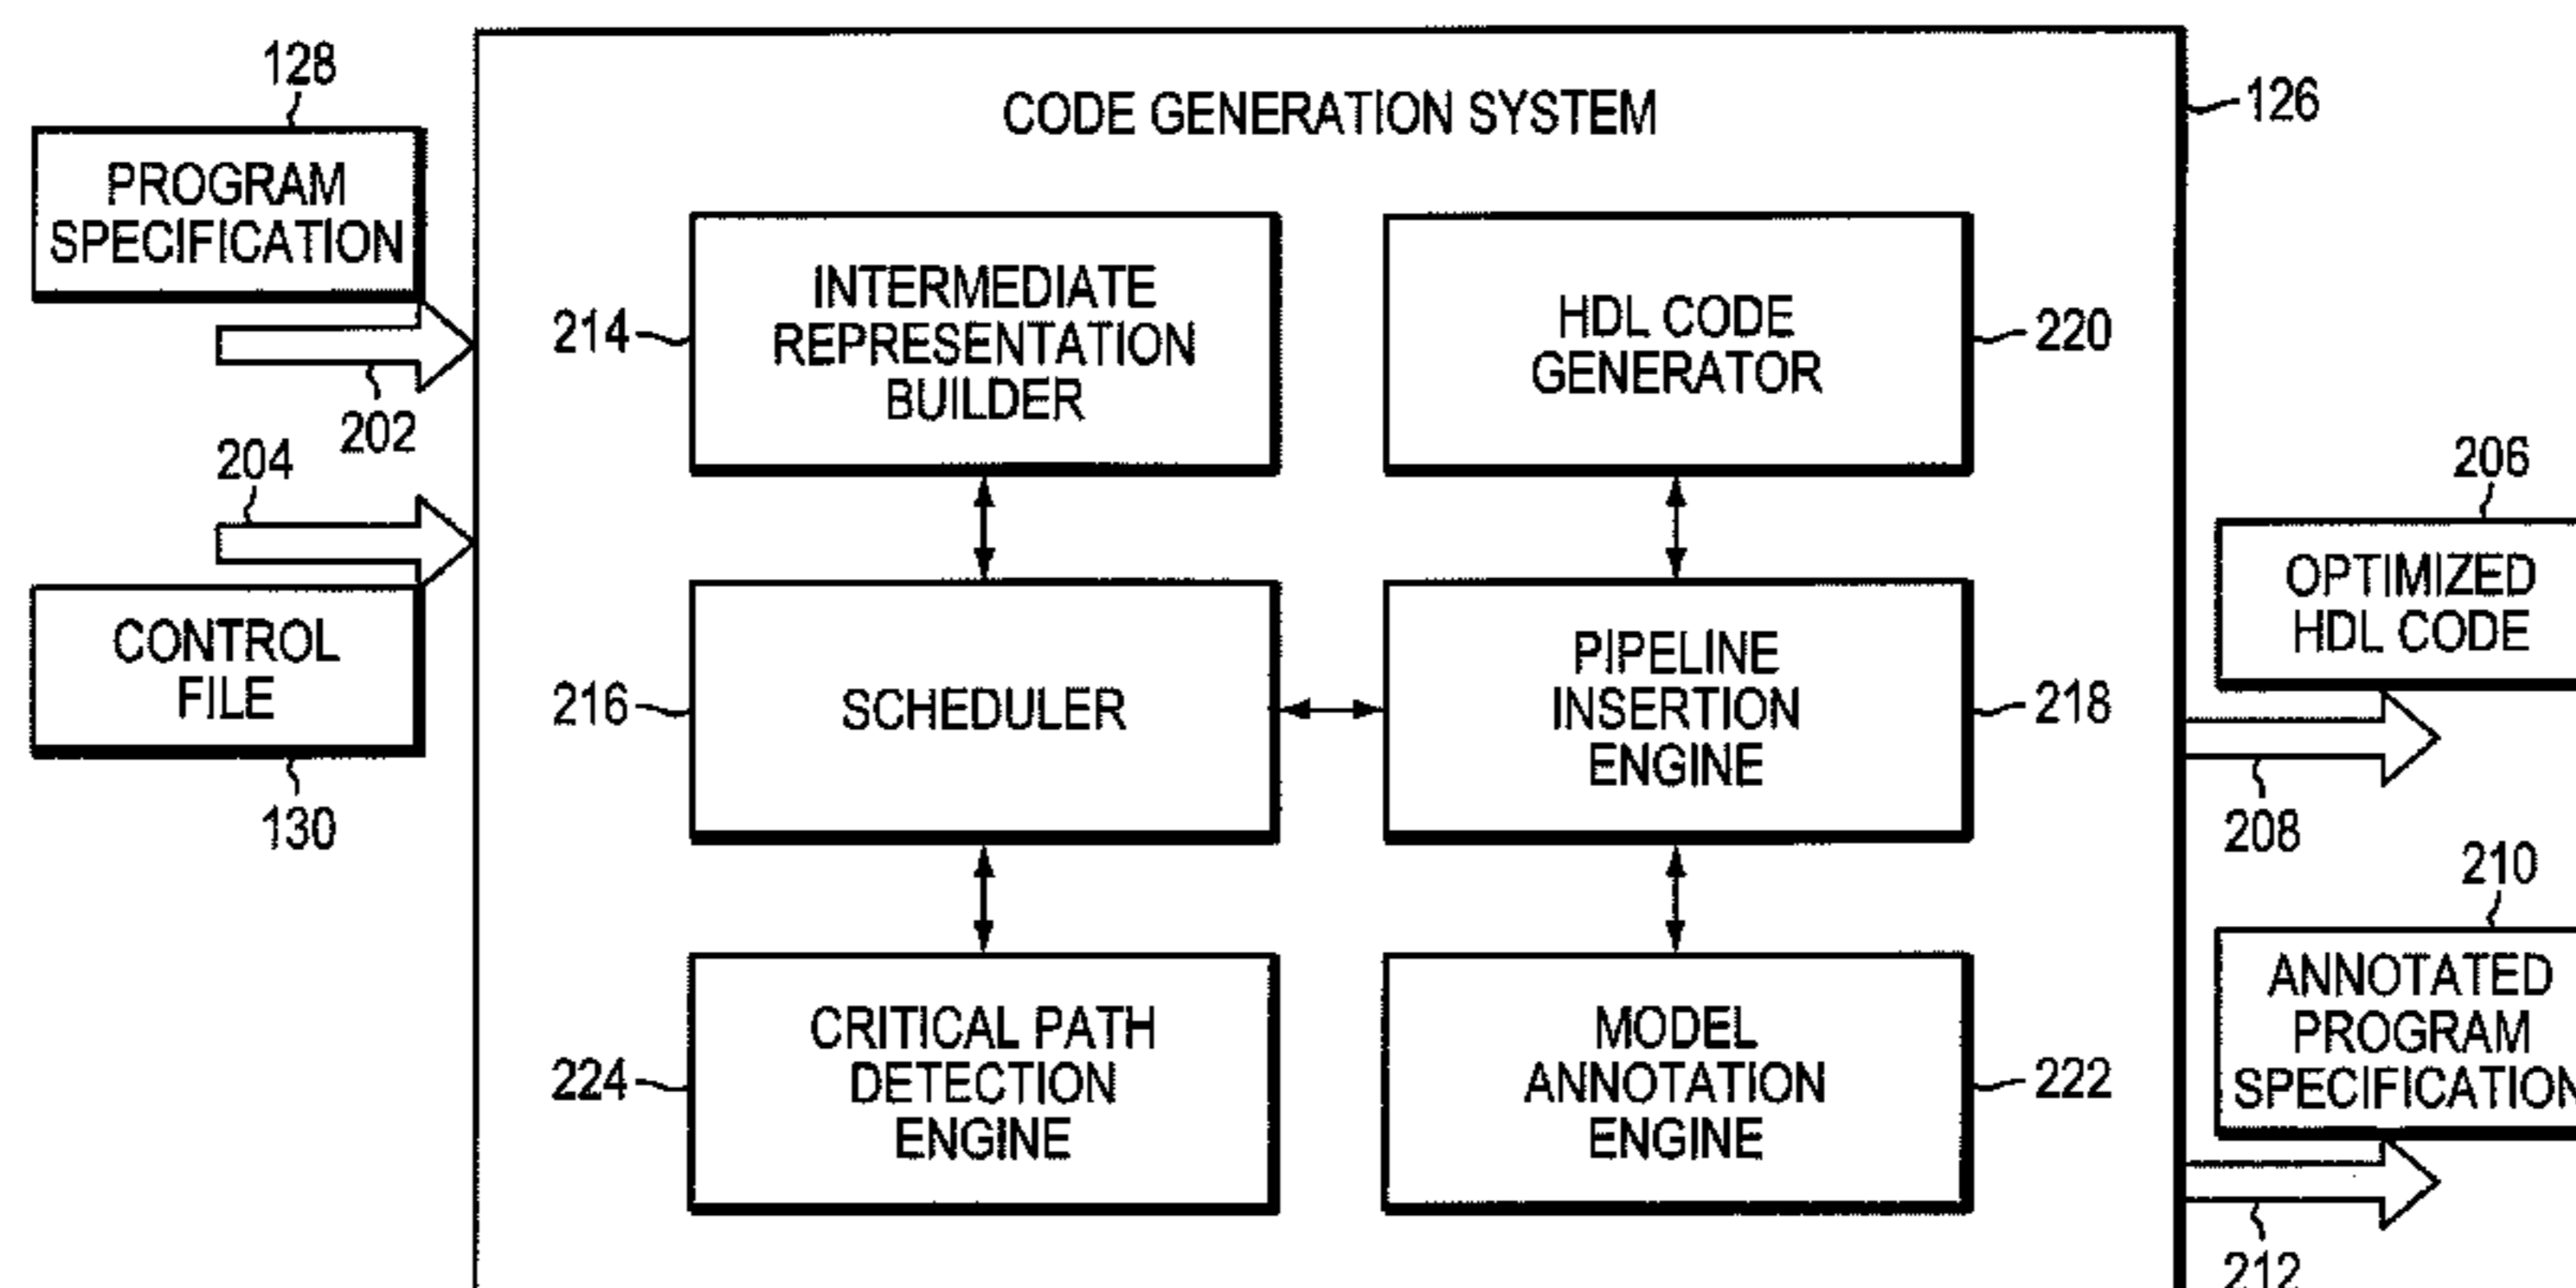 128
CODE GENERATION SYSTEM
126
PROGRAM
SPECIFICATION
202
204
CONTROL
FILE
130
214
INTERMEDIATE
REPRESENTATION
BUILDER
HDL CODE
GENERATOR
220
216
SCHEDULER
PIPELINE
INSERTION
ENGINE
218
224
CRITICAL PATH
DETECTION
ENGINE
MODEL
ANNOTATION
ENGINE
222
206
OPTIMIZED
HDL CODE
208
210
ANNOTATED
PROGRAM
SPECIFICATION
212